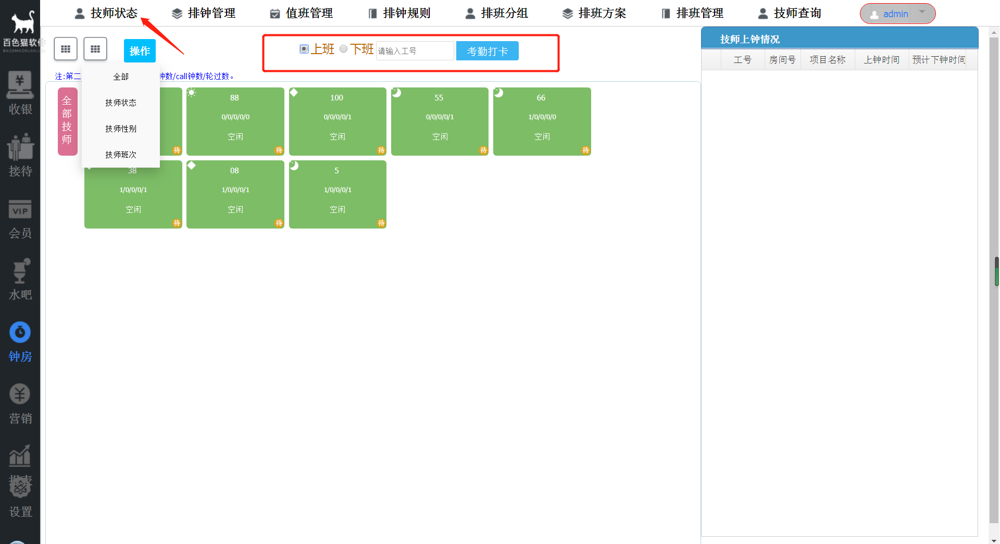 技师状态 排钟管理 值班管理 排钟规则 排班分组 排班方案 排班管理 技师查询 admin
百色猫软件
收银
接待
VIP
会员
水吧
钟房
营销
报表
设置
操作
上班 下班 请输入工号 考勤打卡
注:第二
钟数/call钟数/轮过数。
全部
技师状态
技师性别
技师班次
全部技师
待
88
0/0/0/0/0
空闲
待
100
0/0/0/0/1
空闲
待
55
0/0/0/0/1
空闲
待
66
1/0/0/0/0
空闲
待
38
1/0/0/0/1
空闲
待
08
1/0/0/0/1
空闲
待
5
1/0/0/0/1
空闲
待
技师上钟情况
工号 房间号 项目名称 上钟时间 预计下钟时间